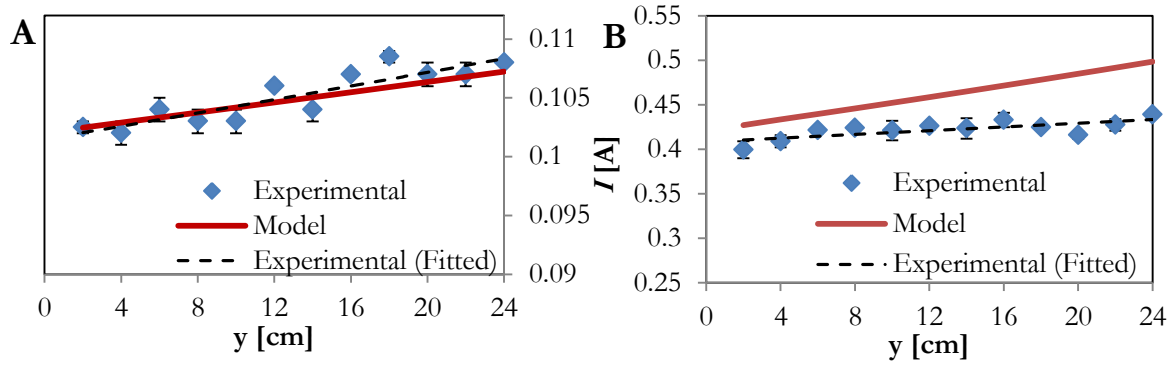 A
0.11
0.105
0.1
0.095
0.09
Experimental
Model
Experimental (Fitted)
0 4 8 12 16 20 24
y [cm]
B
0.55
0.5
0.45
0.4
0.35
0.3
0.25
I [A]
Experimental
Model
Experimental (Fitted)
0 4 8 12 16 20 24
y [cm]